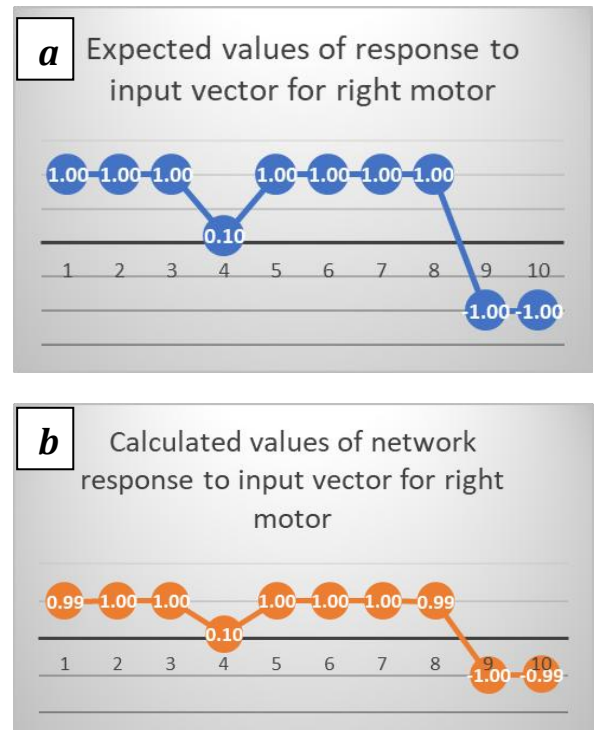 a
Expected values of response to
input vector for right motor
1.00 1.00 1.00 0.10 1.00 1.00 1.00 1.00 -1.00 -1.00
1 2 3 4 5 6 7 8 9 10
b
Calculated values of network
response to input vector for right
motor
0.99 1.00 1.00 0.10 1.00 1.00 1.00 0.99 -1.00 -0.99
1 2 3 4 5 6 7 8 9 10